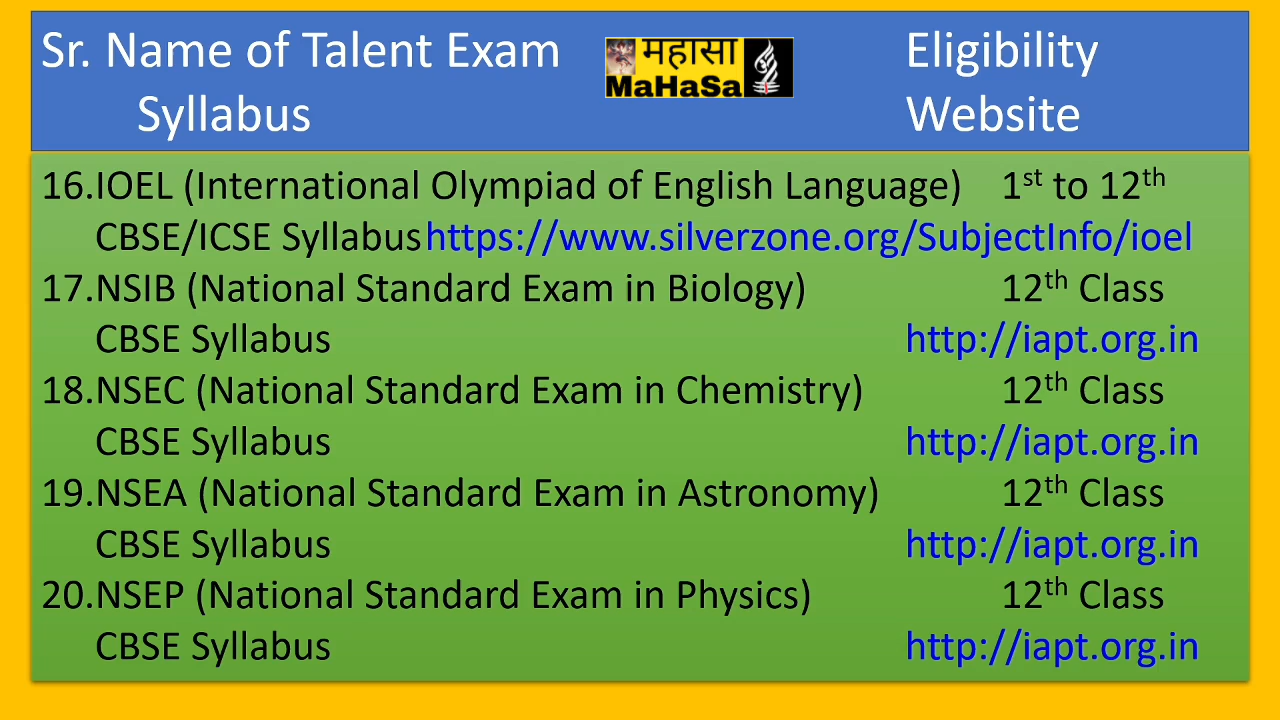 Sr. Name of Talent Exam Eligibility
Syllabus Website
महासा
MaHaSa
16.IOEL (International Olympiad of English Language) 1st to 12th
CBSE/ICSE Syllabus https://www.silverzone.org/SubjectInfo/ioel
17.NSIB (National Standard Exam in Biology) 12th Class
CBSE Syllabus http://iapt.org.in
18.NSEC (National Standard Exam in Chemistry) 12th Class
CBSE Syllabus http://iapt.org.in
19.NSEA (National Standard Exam in Astronomy) 12th Class
CBSE Syllabus http://iapt.org.in
20.NSEP (National Standard Exam in Physics) 12th Class
CBSE Syllabus http://iapt.org.in